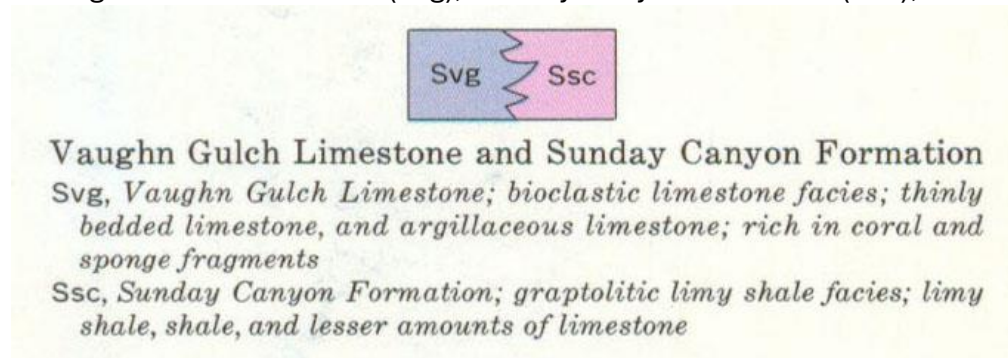 Svg Ssc
Vaughn Gulch Limestone and Sunday Canyon Formation
Svg, Vaughn Gulch Limestone; bioclastic limestone facies; thinly
bedded limestone, and argillaceous limestone; rich in coral and
sponge fragments
Ssc, Sunday Canyon Formation; graptolitic limy shale facies; limy
shale, shale, and lesser amounts of limestone